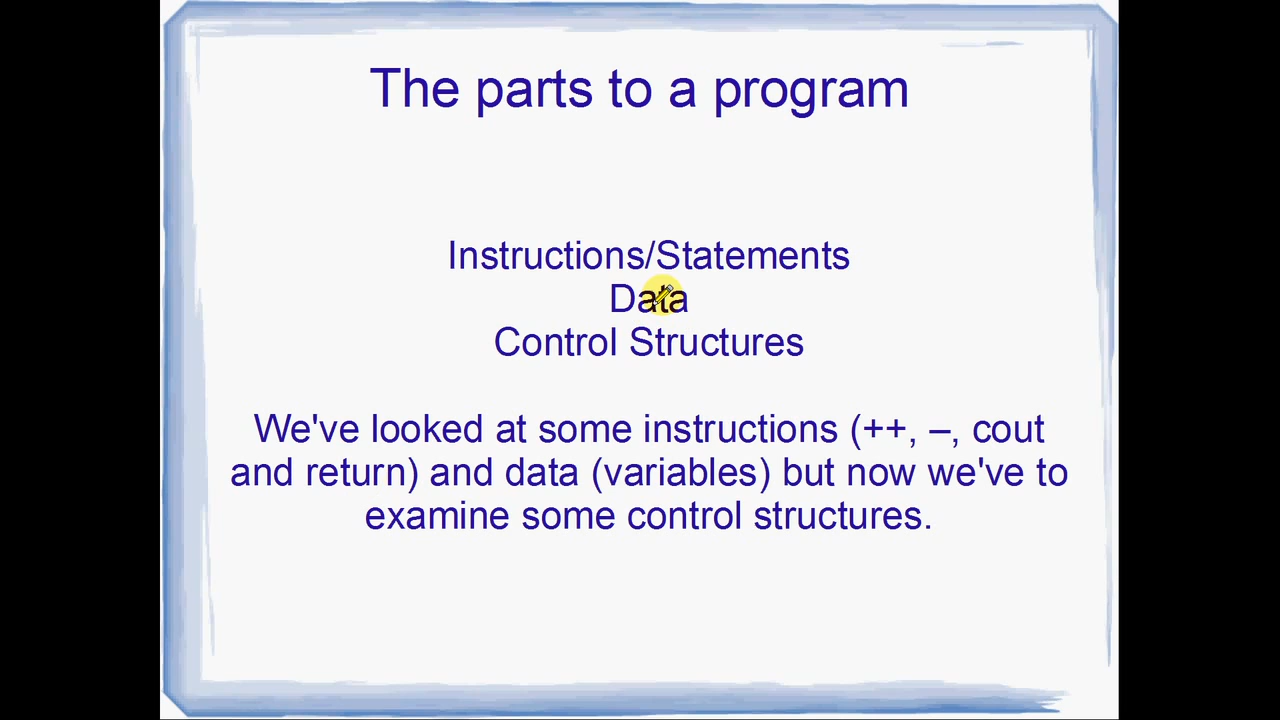 The parts to a program
Instructions/Statements
Data
Control Structures
We've looked at some instructions (++, –, cout
and return) and data (variables) but now we've to
examine some control structures.